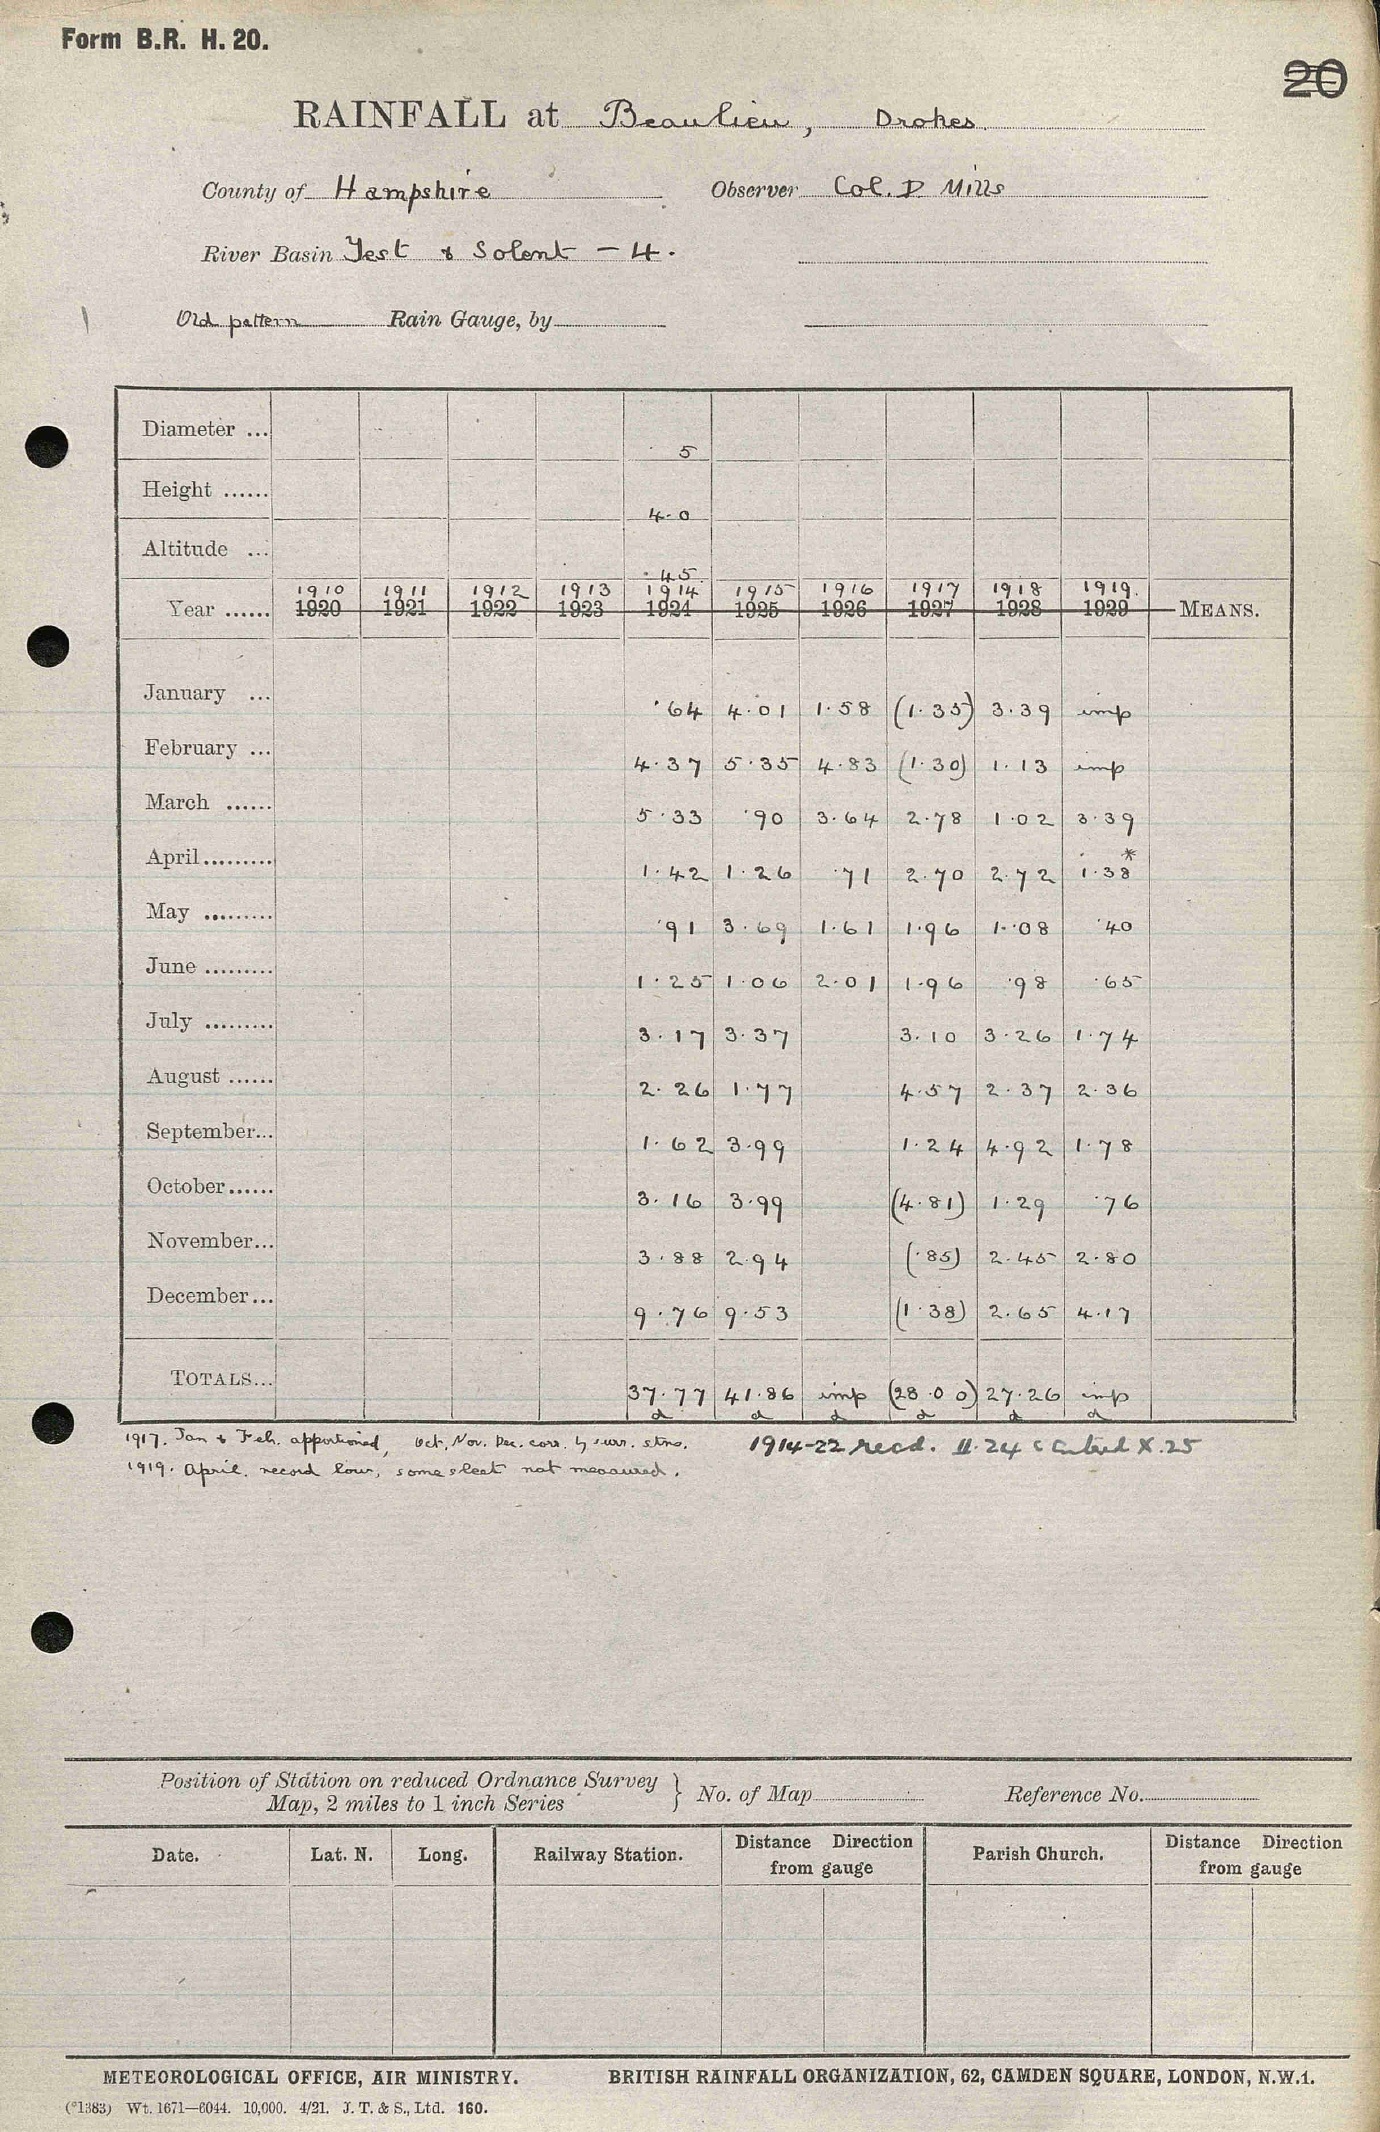 Form B.R. H. 20.
20
RAINFALL at Beaulieu, Drokes.
County of Hampshire Observer Col. D Mills
River Basin Test & Solent - 4.
Old pattern Rain Gauge, by
Diameter ... 5
Height ...... 4.0
Altitude ... 45
1910 1911 1912 1913 1914 1915 1916 1917 1918 1919
Year ...... 1920 1921 1922 1923 1924 1925 1926 1927 1928 1929 MEANS.
January ... .64 4.01 1.58 (1.35) 3.39 imp
February ... 4.37 5.35 4.83 (1.30) 1.13 imp
March ...... 5.33 .90 3.64 2.78 1.02 3.39
April......... 1.42 1.26 .71 2.70 2.72 1.38*
May ......... .91 3.69 1.61 1.96 1.08 .40
June ......... 1.25 1.06 2.01 1.96 .98 .65
July ......... 3.17 3.37 3.10 3.26 1.74
August ...... 2.26 1.77 4.57 2.37 2.36
September... 1.62 3.99 1.24 4.92 1.78
October...... 3.16 3.99 (4.81) 1.29 .76
November... 3.88 2.94 (.85) 2.45 2.80
December... 9.76 9.53 (1.38) 2.65 4.17
TOTALS... 37.77 41.86 imp (28.00) 27.26 imp
d d d d d d
1917. Jan & Feb. apportioned, Oct, Nov. Dec. corr. by surr. stns. 1914-22 recd. II.24 & entered X.25
1919. April. record low, some sleet not measured.
Position of Station on reduced Ordnance Survey
Map, 2 miles to 1 inch Series } No. of Map Reference No.
Date. Lat. N. Long. Railway Station. Distance Direction from gauge Parish Church. Distance Direction from gauge
METEOROLOGICAL OFFICE, AIR MINISTRY. BRITISH RAINFALL ORGANIZATION, 62, CAMDEN SQUARE, LONDON, N.W.1.
(*1383) Wt. 1671—6044. 10,000. 4/21. J. T. & S., Ltd. 160.